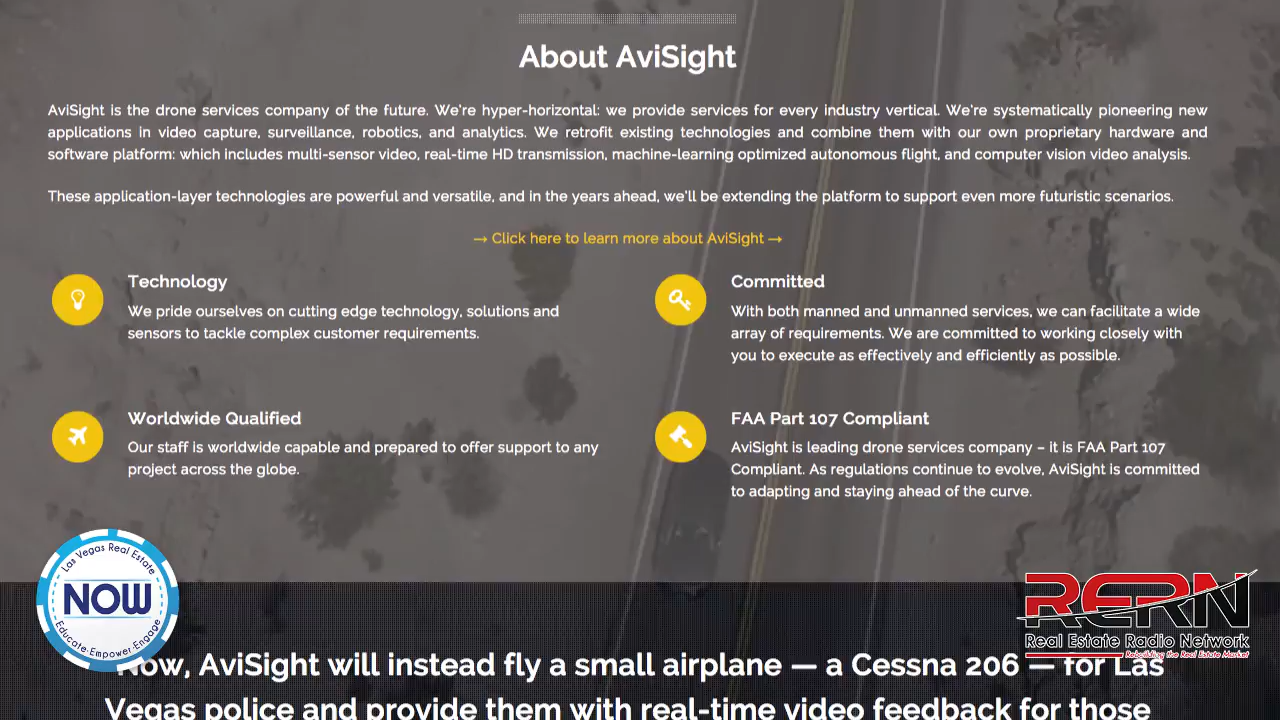 About AviSight
AviSight is the drone services company of the future. We're hyper-horizontal: we provide services for every industry vertical. We're systematically pioneering new
applications in video capture, surveillance, robotics, and analytics. We retrofit existing technologies and combine them with our own proprietary hardware and
software platform: which includes multi-sensor video, real-time HD transmission, machine-learning optimized autonomous flight, and computer vision video analysis.
These application-layer technologies are powerful and versatile, and in the years ahead, we'll be extending the platform to support even more futuristic scenarios.
→ Click here to learn more about AviSight →
Technology
We pride ourselves on cutting edge technology, solutions and
sensors to tackle complex customer requirements.
Committed
With both manned and unmanned services, we can facilitate a wide
array of requirements. We are committed to working closely with
you to execute as effectively and efficiently as possible.
Worldwide Qualified
Our staff is worldwide capable and prepared to offer support to any
project across the globe.
FAA Part 107 Compliant
AviSight is leading drone services company – it is FAA Part 107
Compliant. As regulations continue to evolve, AviSight is committed
to adapting and staying ahead of the curve.
Las Vegas Real Estate
NOW
Educate·Empower·Engage
RERN
Real Estate Radio Network
Rebuilding the Real Estate Market
Now, AviSight will instead fly a small airplane — a Cessna 206 — for Las
Vegas police and provide them with real-time video feedback for those